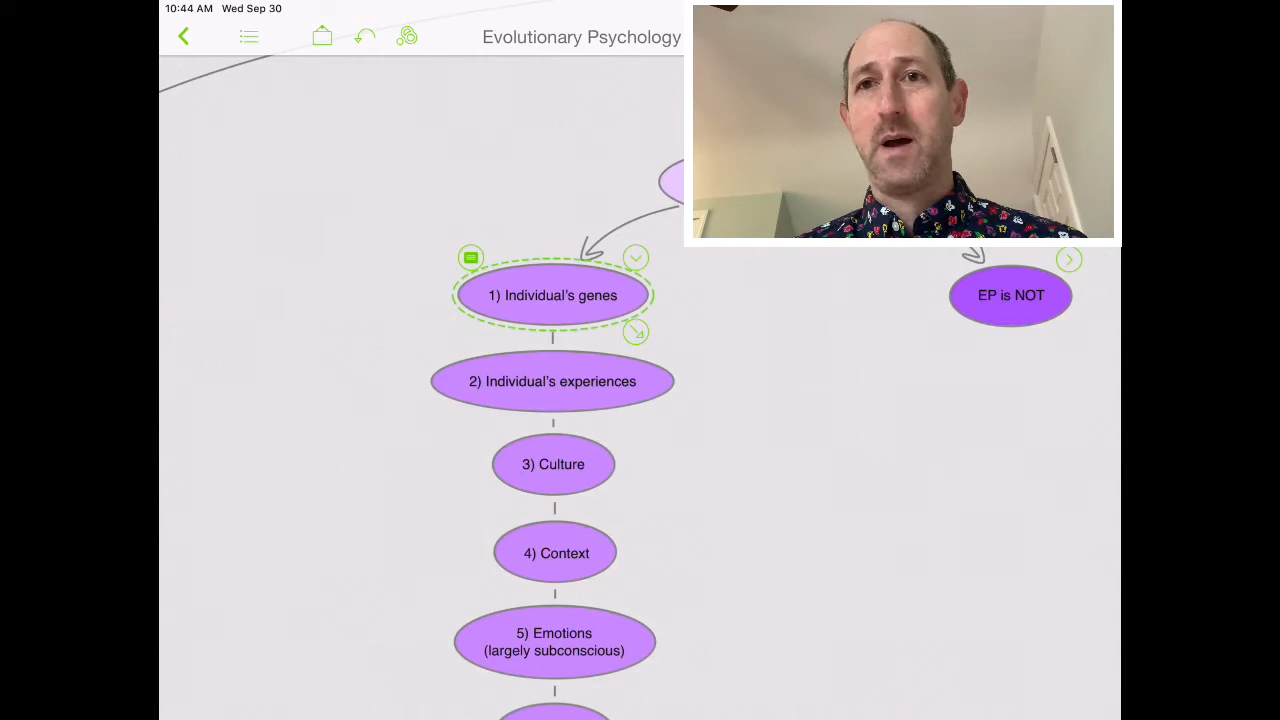 10:44 AM Wed Sep 30
Evolutionary Psychology
1) Individual’s genes
EP is NOT
2) Individual’s experiences
3) Culture
4) Context
5) Emotions
(largely subconscious)